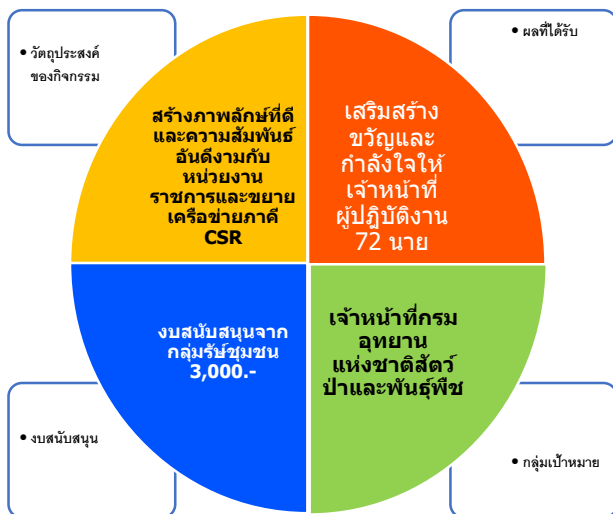 • วัตถุประสงค์
ของกิจกรรม
• ผลที่ได้รับ
สร้างภาพลักษ์ที่ดี
และความสัมพันธ์
อันดีงามกับ
หน่วยงาน
ราชการและขยาย
เครือข่ายภาคี
CSR
เสริมสร้าง
ขวัญและ
กำลังใจให้
เจ้าหน้าที่
ผู้ปฎิบัติงาน
72 นาย
งบสนับสนุนจาก
กลุ่มรัษ์ชุมชน
3,000.-
เจ้าหน้าที่กรม
อุทยาน
แห่งชาติสัตว์
ป่าและพันธุ์พืช
• งบสนับสนุน
• กลุ่มเป้าหมาย